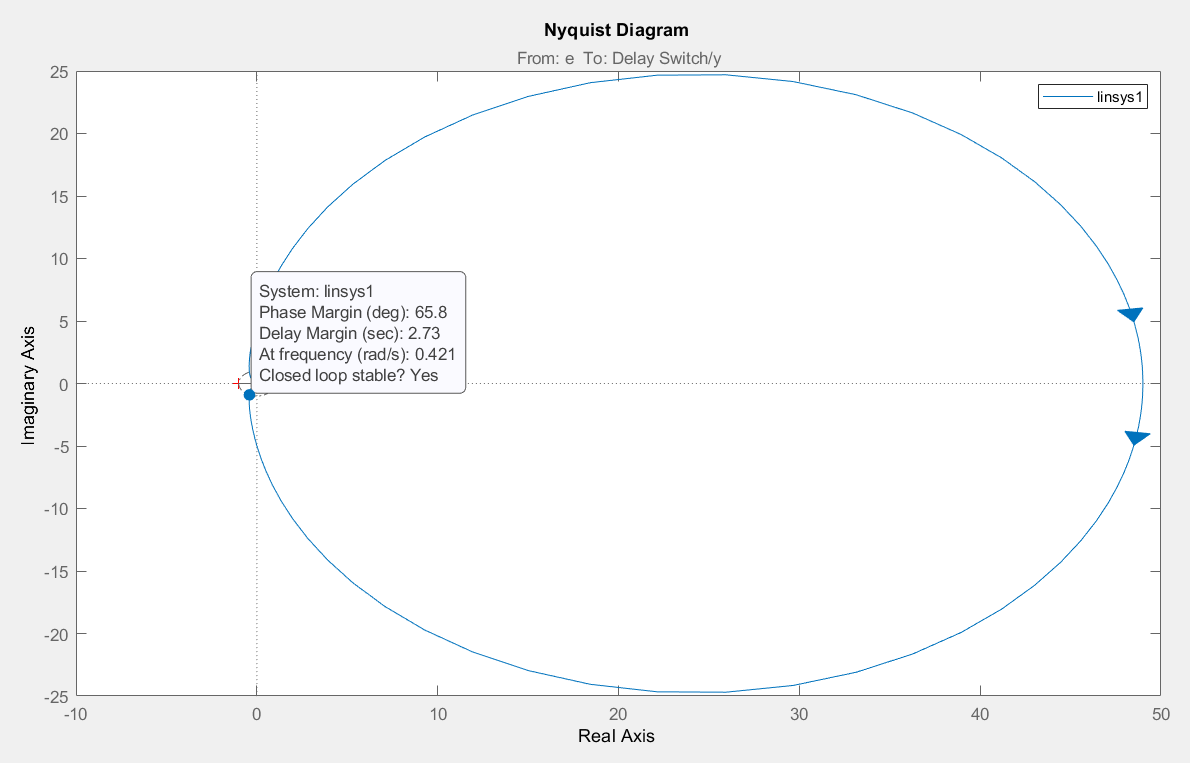 Nyquist Diagram
From: e  To: Delay Switch/y
linsys1
25
20
15
10
5
0
-5
-10
-15
-20
-25
Imaginary Axis
System: linsys1
Phase Margin (deg): 65.8
Delay Margin (sec): 2.73
At frequency (rad/s): 0.421
Closed loop stable? Yes
-10 0 10 20 30 40 50
Real Axis